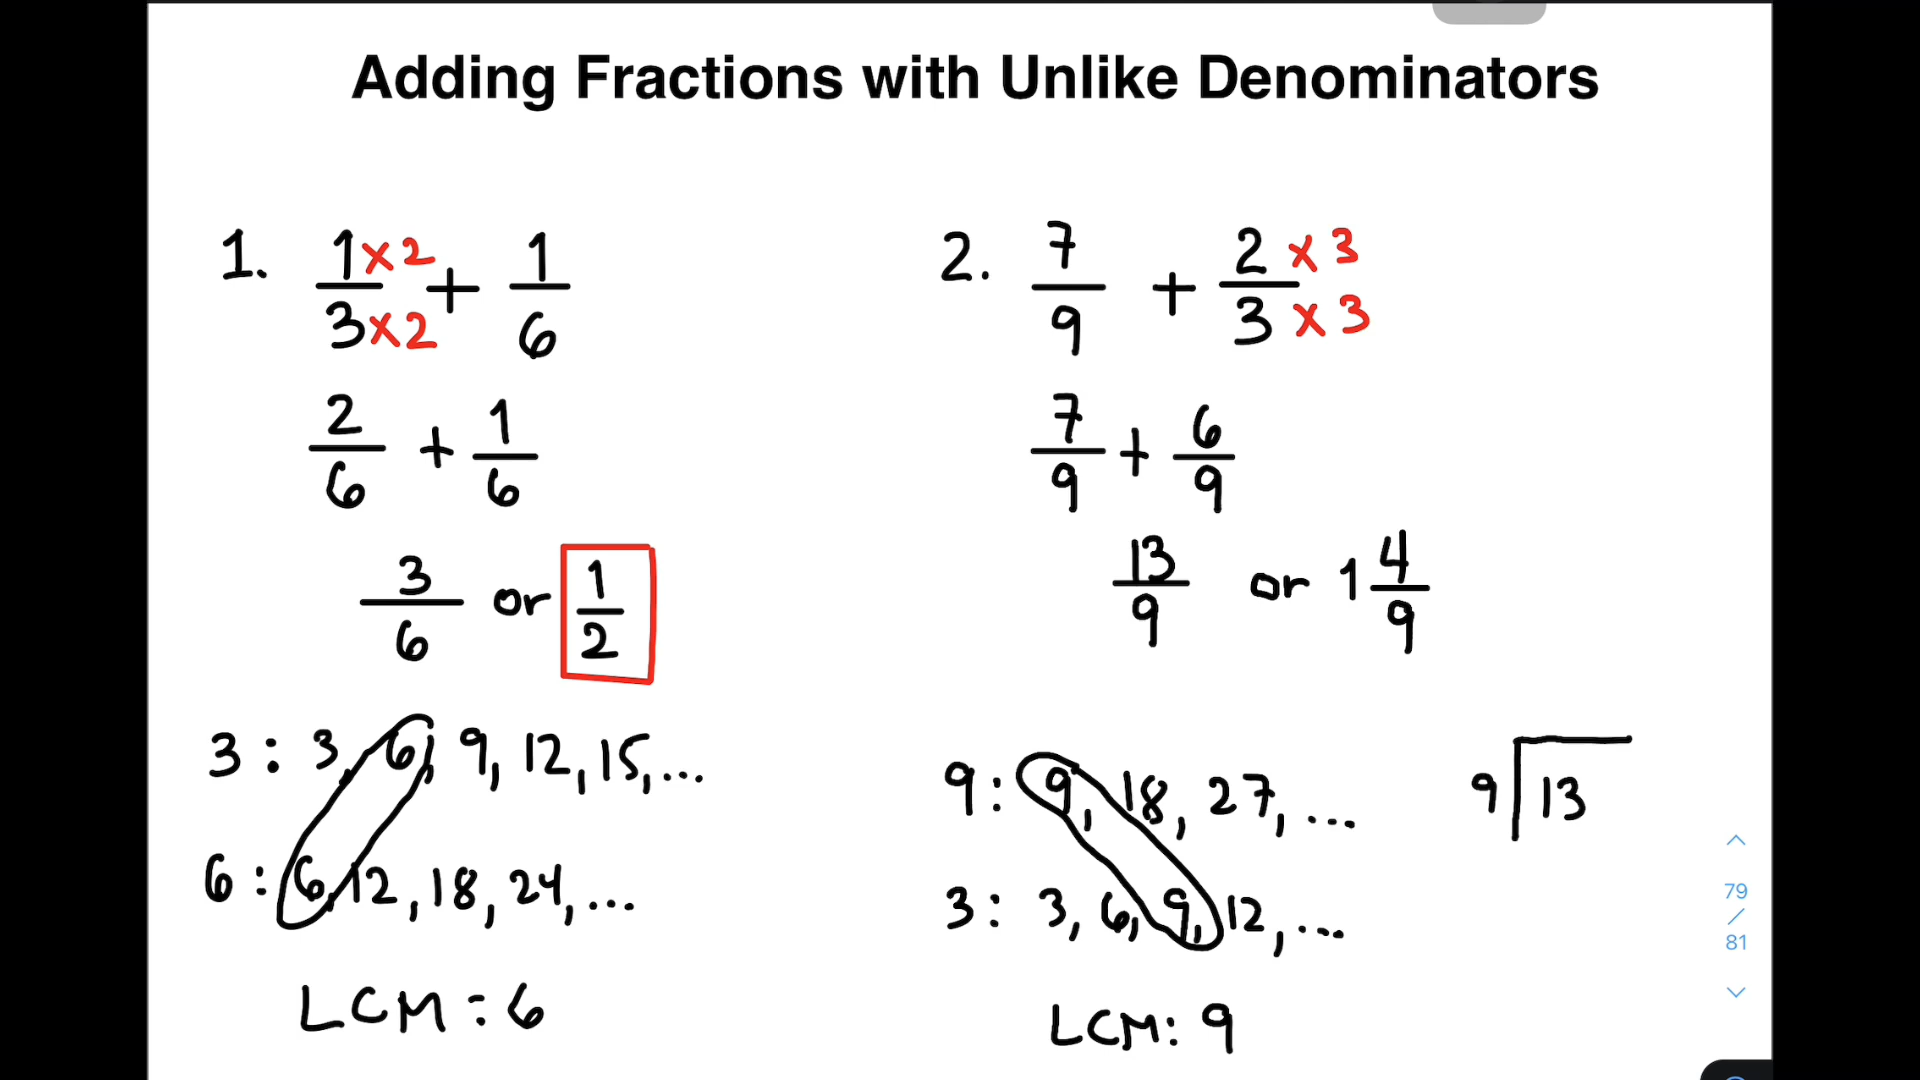 Adding Fractions with Unlike Denominators
1. 1 x 2 / 3 x 2 + 1 / 6
2 / 6 + 1 / 6
3 / 6 or 1 / 2
3 : 3, 6, 9, 12, 15, ...
6 : 6, 12, 18, 24, ...
LCM = 6
2. 7 / 9 + 2 x 3 / 3 x 3
7 / 9 + 6 / 9
13 / 9 or 1 4 / 9
9 : 9, 18, 27, ...
3 : 3, 6, 9, 12, ...
LCM: 9
9 13
79
/
81